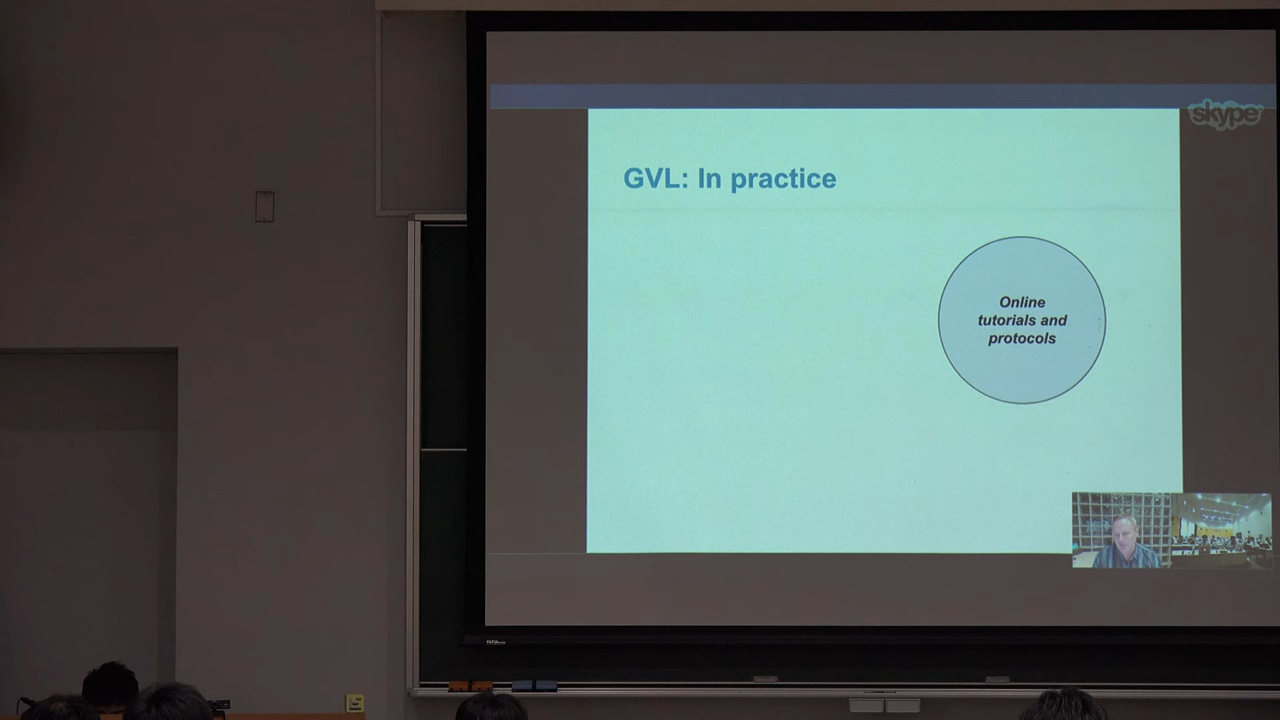 skype
GVL: In practice
Online
tutorials and
protocols